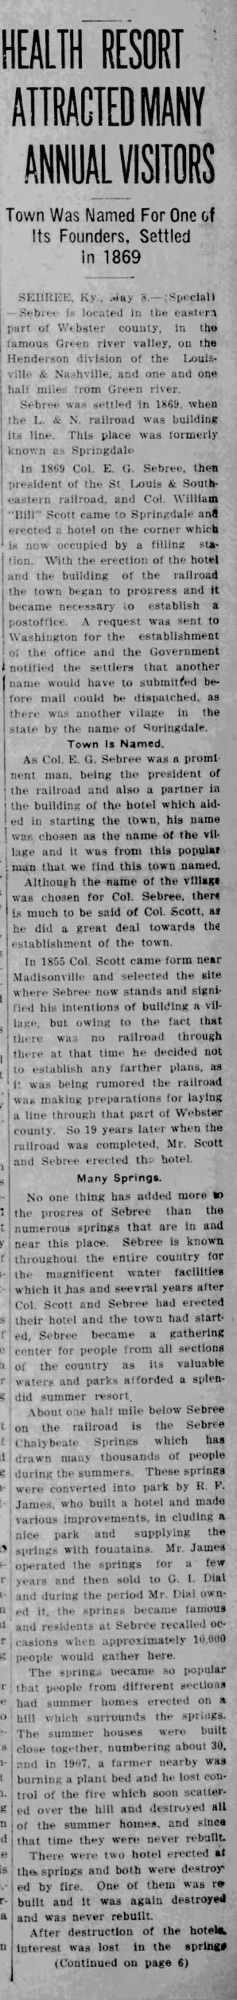 HEALTH RESORT
ATTRACTED MANY
ANNUAL VISITORS
Town Was Named For One of
Its Founders, Settled
In 1869
SEBREE, Ky., May 8.—(Special)
—Sebree is located in the eastern
part of Webster county, in the
famous Green river valley, on the
Henderson division of the Louis-
ville & Nashville, and one and one
half miles from Green river.
Sebree was settled in 1869, when
the L. & N. railroad was building
its line. This place was formerly
known as Springdale
In 1869 Col. E. G. Sebree, then
president of the St. Louis & South-
eastern railroad, and Col. William
"Bill" Scott came to Springdale and
erected a hotel on the corner which
is now occupied by a filling sta-
tion. With the erection of the hotel
and the building of the railroad
the town began to progress and it
became necessary to establish a
postoffice. A request was sent to
Washington for the establishment
of the office and the Government
notified the settlers that another
name would have to submitted be-
fore mail could be dispatched, as
there was another vilage in the
state by the name of Suringdale.
Town Is Named.
As Col. E. G. Sebree was a promi
nent man, being the president of
the railroad and also a partner in
the building of the hotel which aid-
ed in starting the town, his name
was chosen as the name of the vil-
lage and it was from this popular
man that we find this town named.
Although the name of the village
was chosen for Col. Sebree, there
is much to be said of Col. Scott, as
he did a great deal towards the
establishment of the town.
In 1855 Col. Scott came form near
Madisonville and selected the site
where Sebree now stands and signi-
fied his intentions of building a vil-
lage, but owing to the fact that
there was no railroad through
there at that time he decided not
to establish any farther plans, as
it was being rumored the railroad
was making preparations for laying
a line through that part of Webster
county. So 19 years later when the
railroad was completed, Mr. Scott
and Sebree erected the hotel.
Many Springs.
No one thing has added more to
the progres of Sebree than the
numerous springs that are in and
near this place. Sebree is known
throughout the entire country for
the magnificent water facilities
which it has and seevral years after
Col. Scott and Sebree had erected
their hotel and the town had start-
ed, Sebree became a gathering
center for people from all sections
of the country as its valuable
waters and parks afforded a splen-
did summer resort.
About one half mile below Sebree
on the railroad is the Sebree
Chalybeate Springs which has
drawn many thousands of people
during the summers. These springs
were converted into park by R. F.
James, who built a hotel and made
various improvements, in cluding a
nice park and supplying the
springs with fountains. Mr. James
operated the springs for a few
years and then sold to G. I. Dial
and during the period Mr. Dial own-
ed it, the springs became famous
and residents at Sebree recalled oc-
casions when approximately 10,000
people would gather here.
The springs became so popular
that people from different sections
had summer homes erected on a
hill which surrounds the springs.
The summer houses were built
close together, numbering about 30,
and in 1907, a farmer nearby was
burning a plant bed and he lost con-
trol of the fire which soon scatter-
ed over the hill and destroyed all
of the summer homes, and since
that time they were never rebuilt.
There were two hotel erected at
the springs and both were destroy
ed by fire. One of them was re
built and it was again destroyed
and was never rebuilt.
After destruction of the hotels,
interest was lost in the springs
(Continued on page 6)